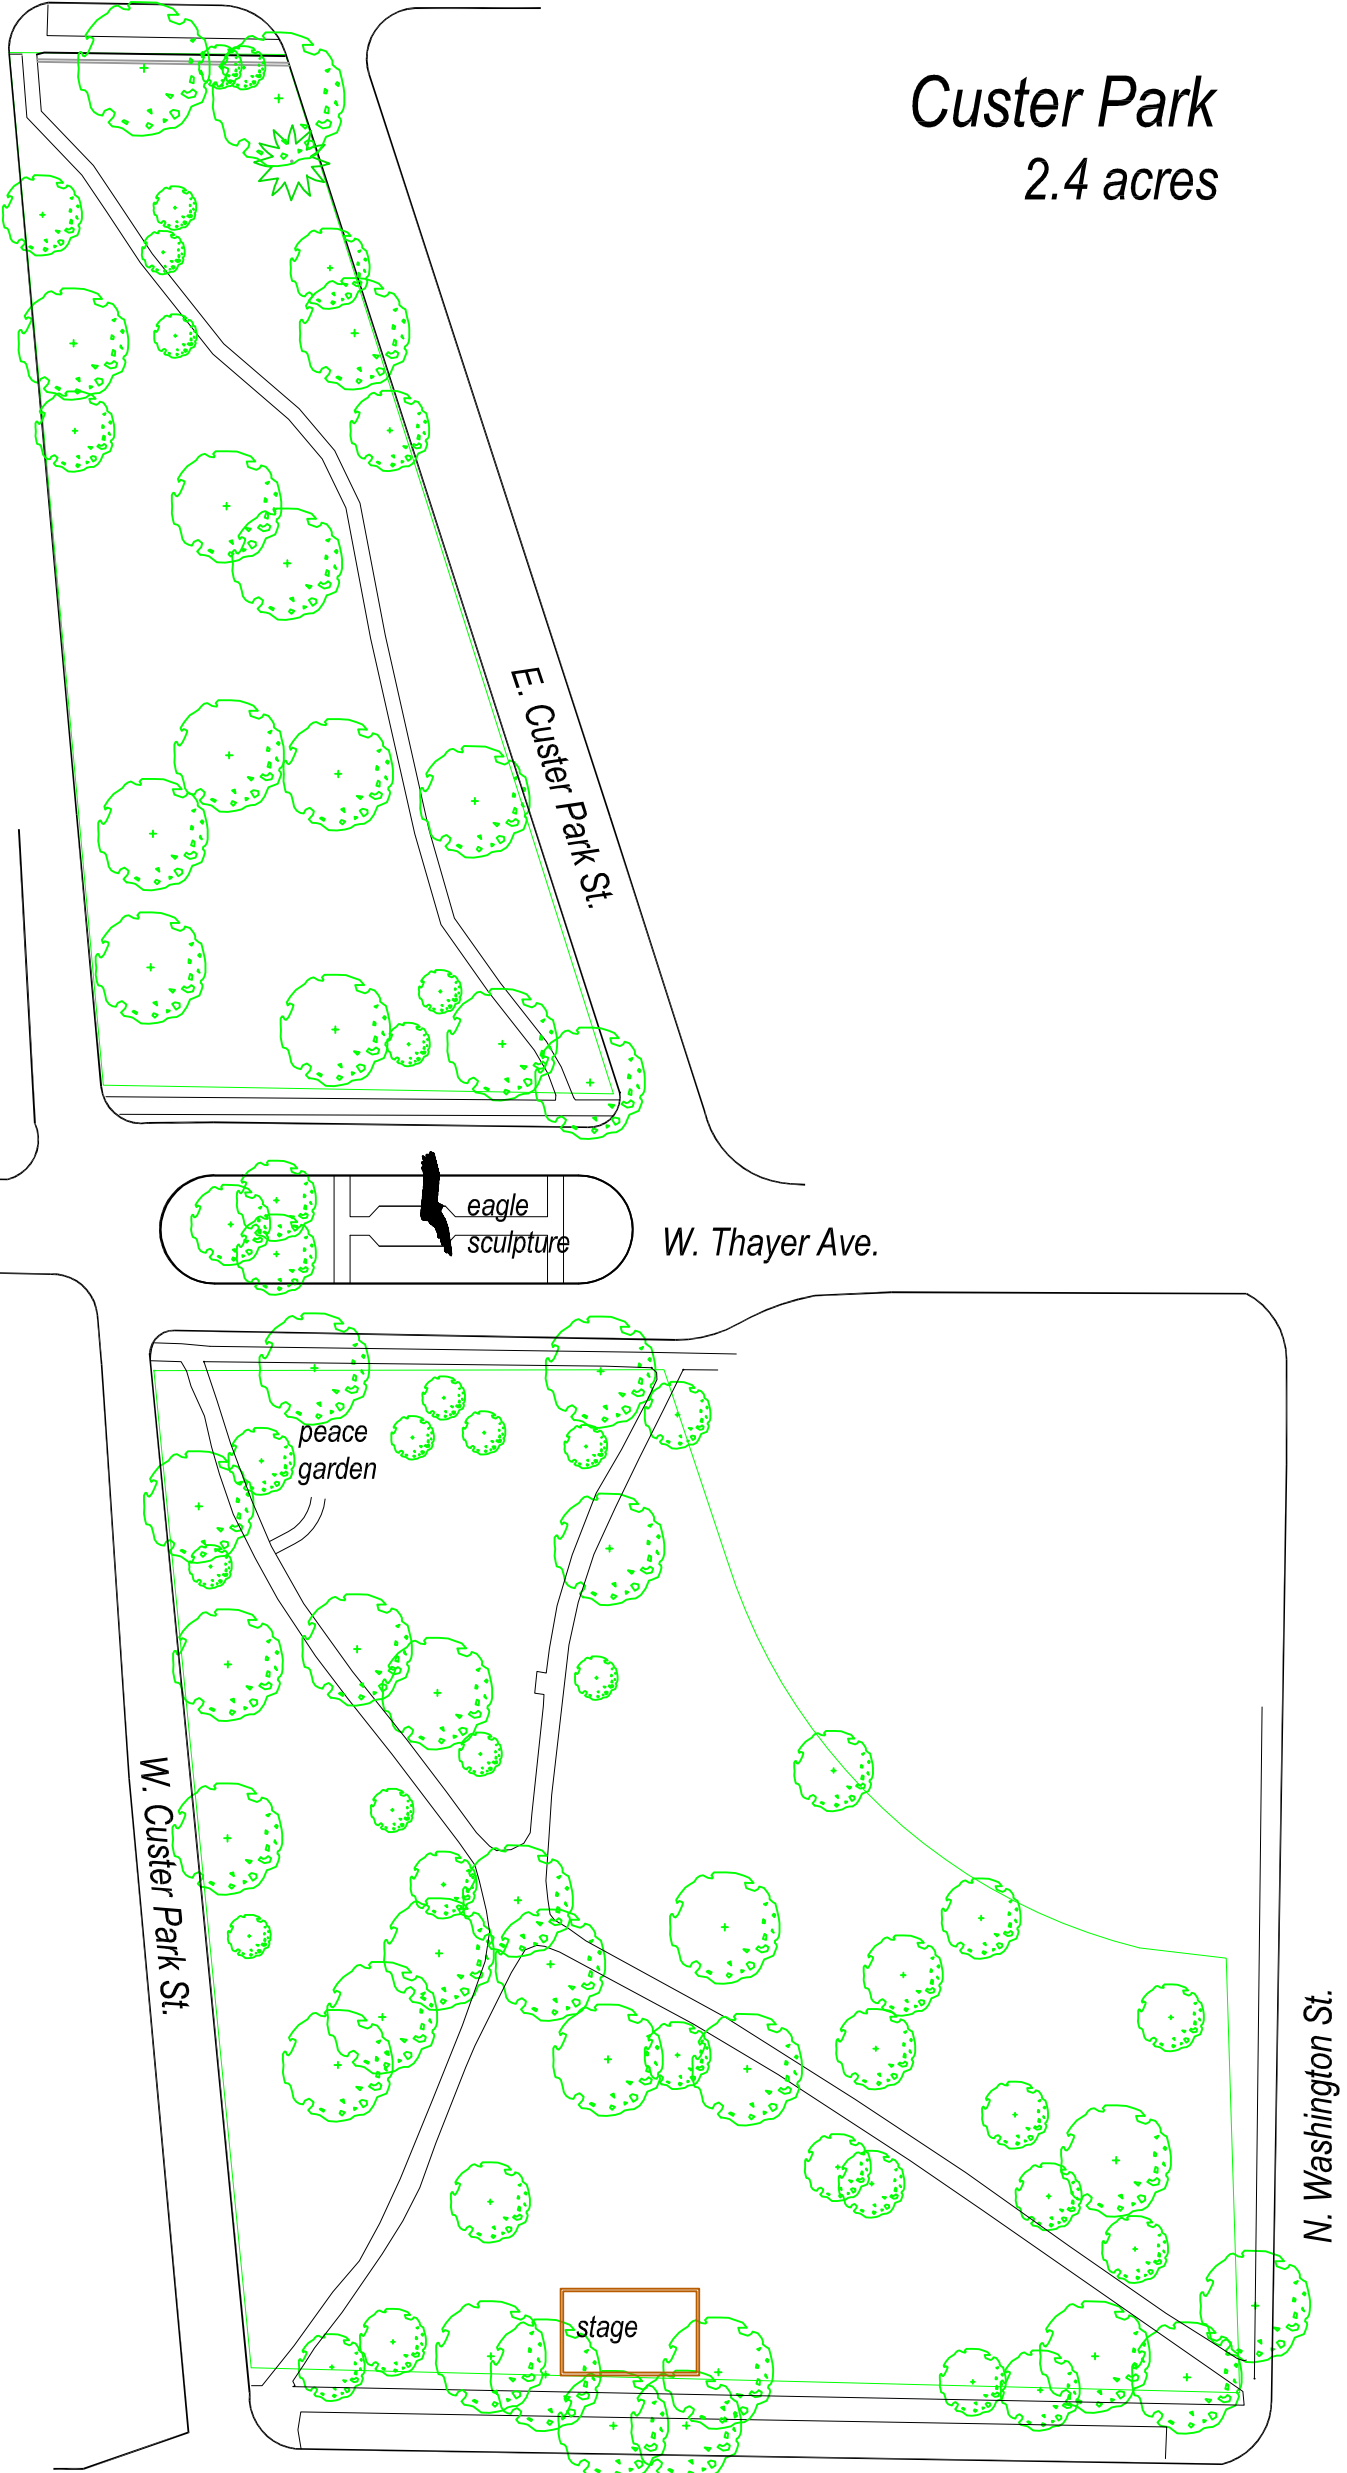 Custer Park
2.4 acres
E. Custer Park St.
eagle
sculpture
W. Thayer Ave.
peace
garden
W. Custer Park St.
N. Washington St.
stage